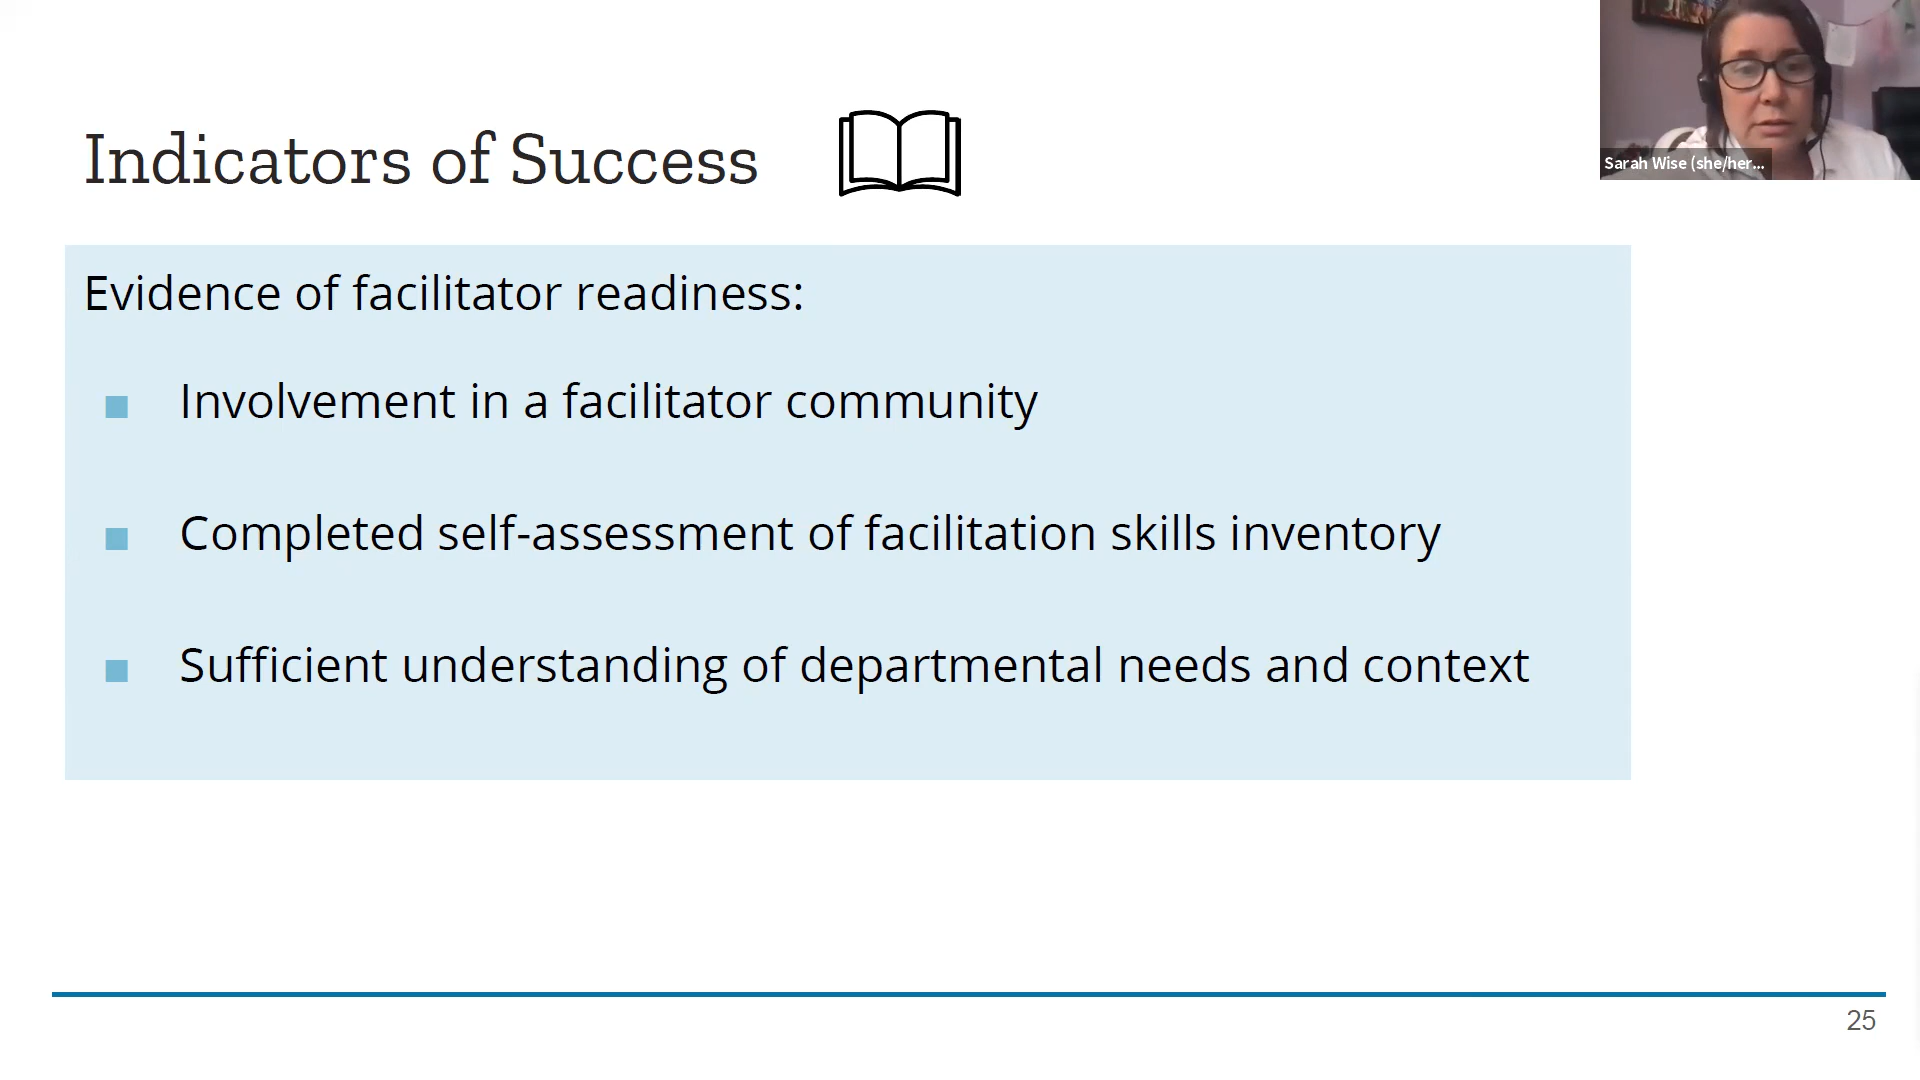 Sarah Wise (she/her...
Indicators of Success
Evidence of facilitator readiness:
Involvement in a facilitator community
Completed self-assessment of facilitation skills inventory
Sufficient understanding of departmental needs and context
25